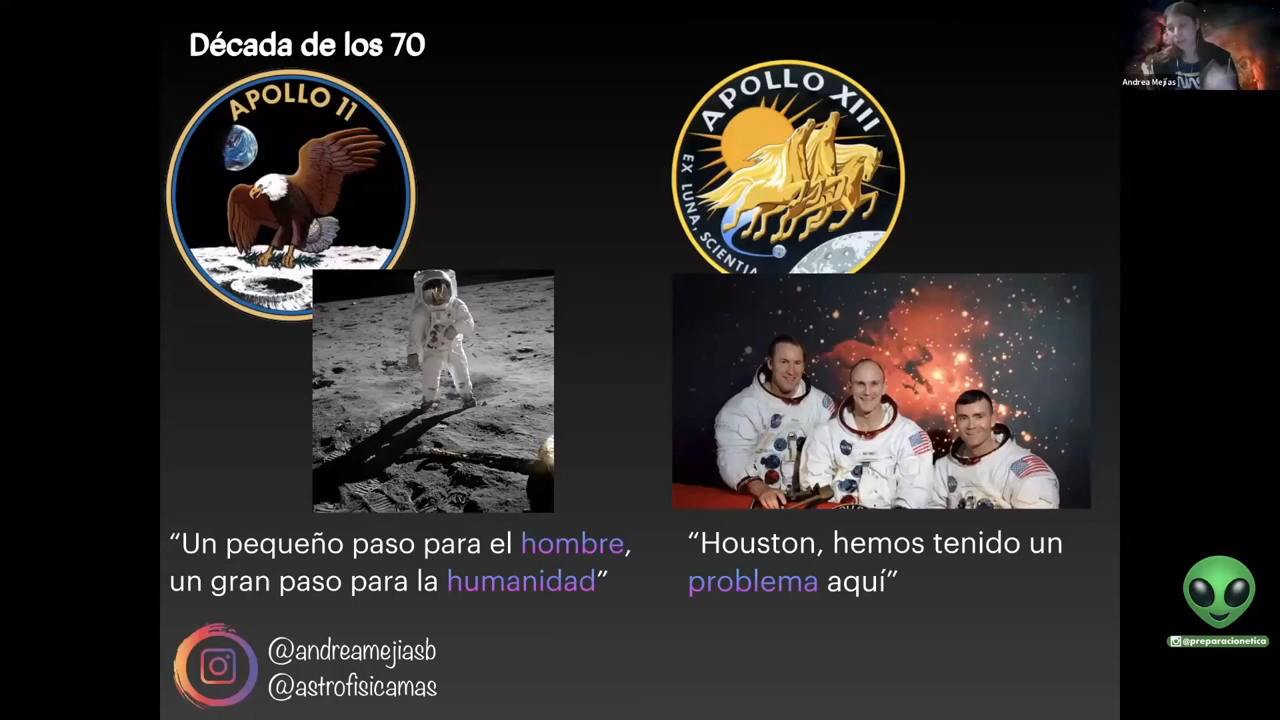 Década de los 70
APOLLO 11
APOLLO XIII
EX LUNA, SCIENTIA
Andrea Mejías
“Un pequeño paso para el hombre,
un gran paso para la humanidad”
“Houston, hemos tenido un
problema aquí”
@andreamejiasb
@astrofisicamas
@preparacionetica